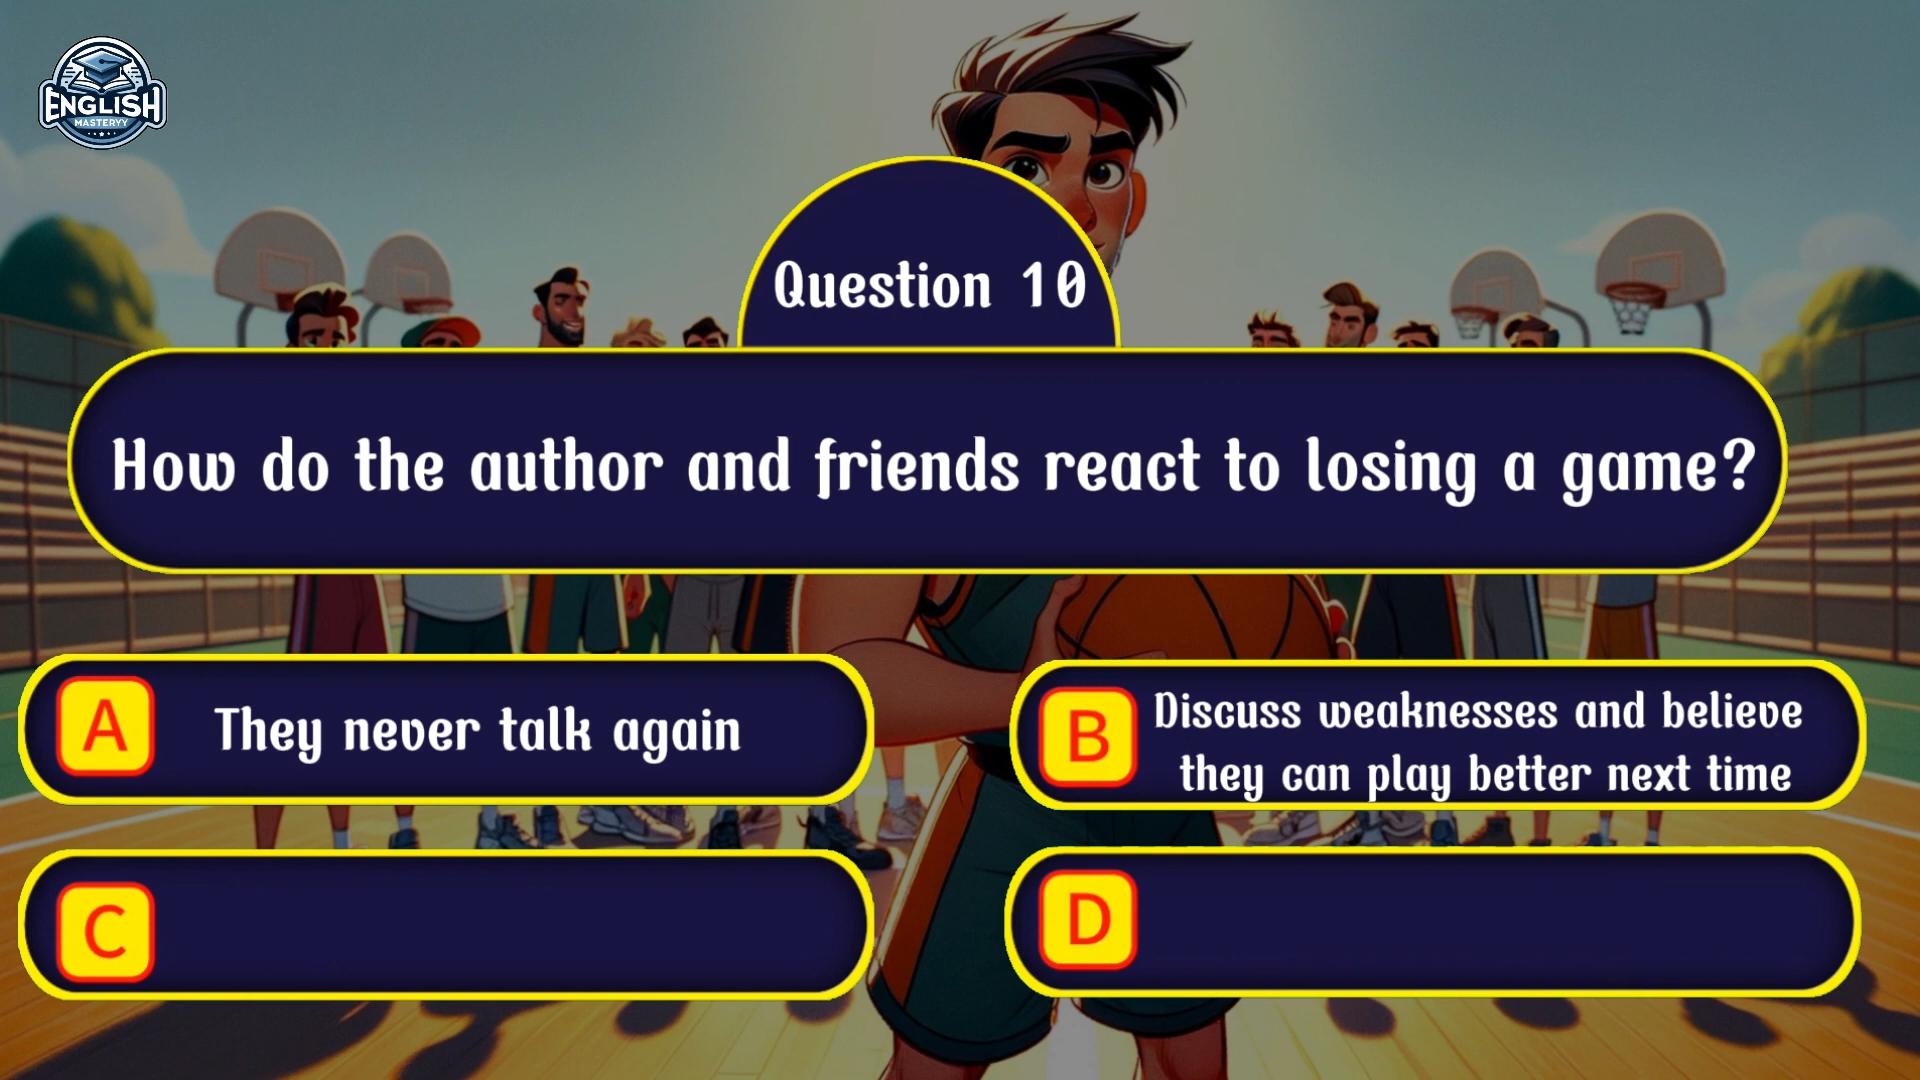 ENGLISH
MASTERYY
Question 10
How do the author and friends react to losing a game?
A
They never talk again
B
Discuss weaknesses and believe
they can play better next time
C
D